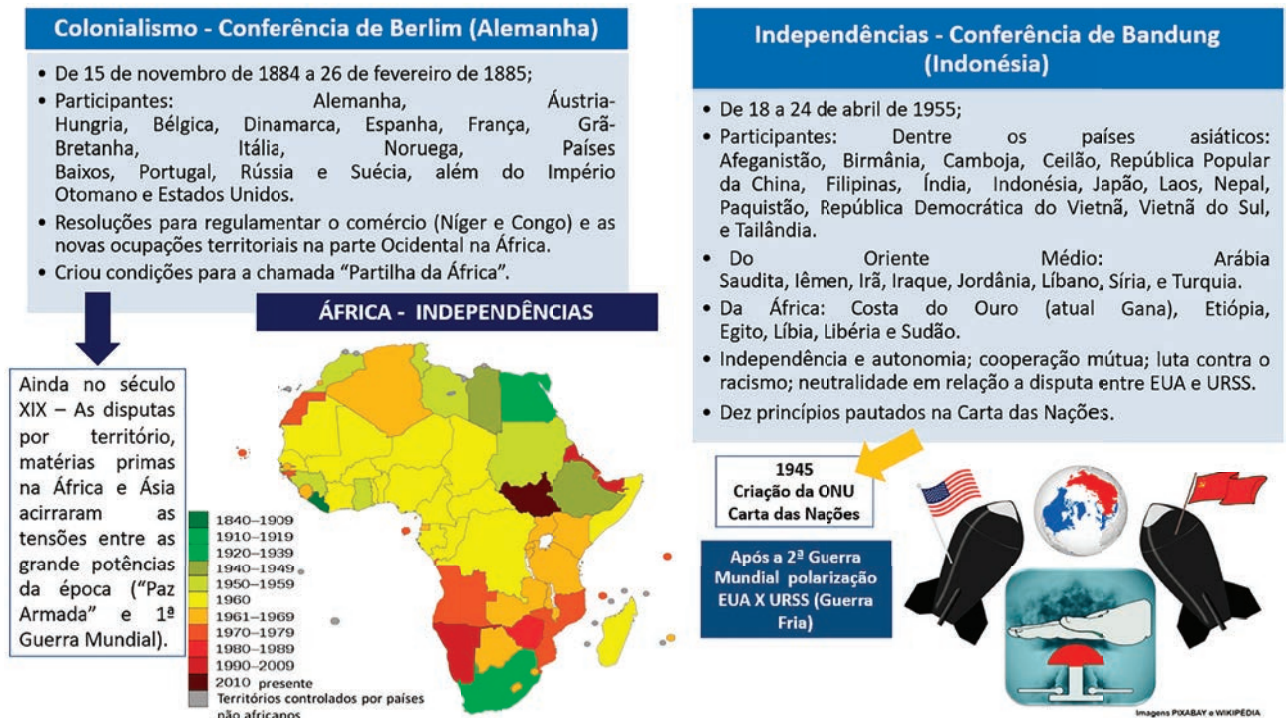 Colonialismo - Conferência de Berlim (Alemanha)
• De 15 de novembro de 1884 a 26 de fevereiro de 1885;
• Participantes: Alemanha, Áustria-
Hungria, Bélgica, Dinamarca, Espanha, França, Grã-
Bretanha, Itália, Noruega, Países
Baixos, Portugal, Rússia e Suécia, além do Império
Otomano e Estados Unidos.
• Resoluções para regulamentar o comércio (Níger e Congo) e as
novas ocupações territoriais na parte Ocidental na África.
• Criou condições para a chamada “Partilha da África”.
Ainda no século
XIX – As disputas
por território,
matérias primas
na África e Ásia
acirraram as
tensões entre as
grande potências
da época (“Paz
Armada” e 1ª
Guerra Mundial).
ÁFRICA - INDEPENDÊNCIAS
1840–1909
1910–1919
1920–1939
1940–1949
1950–1959
1960
1961–1969
1970–1979
1980–1989
1990–2009
2010 presente
Territórios controlados por países
não africanos
Independências - Conferência de Bandung
(Indonésia)
• De 18 a 24 de abril de 1955;
• Participantes: Dentre os países asiáticos:
Afeganistão, Birmânia, Camboja, Ceilão, República Popular
da China, Filipinas, Índia, Indonésia, Japão, Laos, Nepal,
Paquistão, República Democrática do Vietnã, Vietnã do Sul,
e Tailândia.
• Do Oriente Médio: Arábia
Saudita, Iêmen, Irã, Iraque, Jordânia, Líbano, Síria, e Turquia.
• Da África: Costa do Ouro (atual Gana), Etiópia,
Egito, Líbia, Libéria e Sudão.
• Independência e autonomia; cooperação mútua; luta contra o
racismo; neutralidade em relação a disputa entre EUA e URSS.
• Dez princípios pautados na Carta das Nações.
1945
Criação da ONU
Carta das Nações
Após a 2ª Guerra
Mundial polarização
EUA X URSS (Guerra
Fria)
Imagens PIXABAY e WIKIPÉDIA